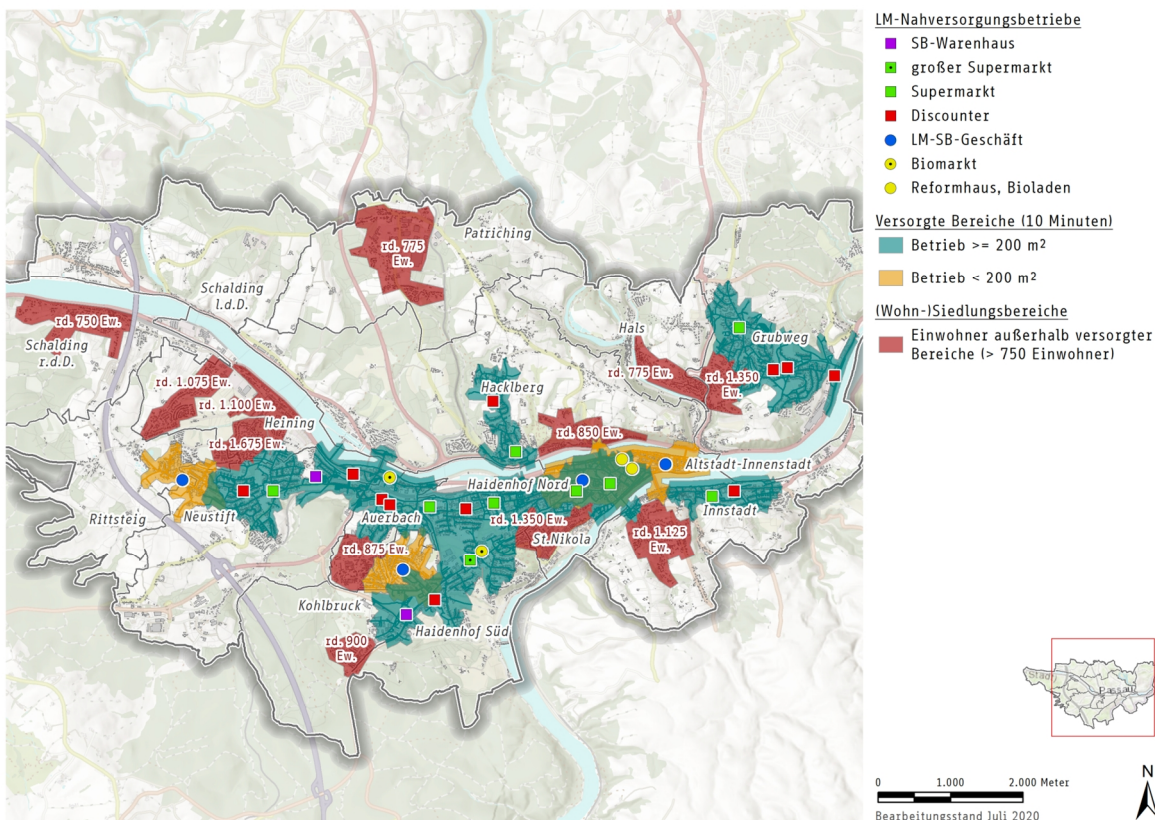 LM-Nahversorgungsbetriebe
SB-Warenhaus
großer Supermarkt
Supermarkt
Discounter
LM-SB-Geschäft
Biomarkt
Reformhaus, Bioladen
Versorgte Bereiche (10 Minuten)
Betrieb >= 200 m²
Betrieb < 200 m²
(Wohn-)Siedlungsbereiche
Einwohner außerhalb versorgter
Bereiche (> 750 Einwohner)
Patriching
rd. 775
Ew.
Schalding
l.d.D.
rd. 750 Ew.
Schalding
r.d.D.
Hals
Grubweg
rd. 775 Ew.
rd. 1.350
Ew.
rd. 1.075 Ew.
rd. 1.100 Ew.
Hacklberg
Heining
rd. 1.675
Ew.
rd. 850 Ew.
Altstadt-Innenstadt
Haidenhof Nord
Innstadt
Rittsteig
Neustift
Auerbach
rd. 1.350 Ew.
St.Nikola
rd. 1.125
Ew.
rd. 875 Ew.
Kohlbruck
Haidenhof Süd
rd. 900
Ew.
Stadt
Passau
N
0 1.000 2.000 Meter
Bearbeitungsstand Juli 2020